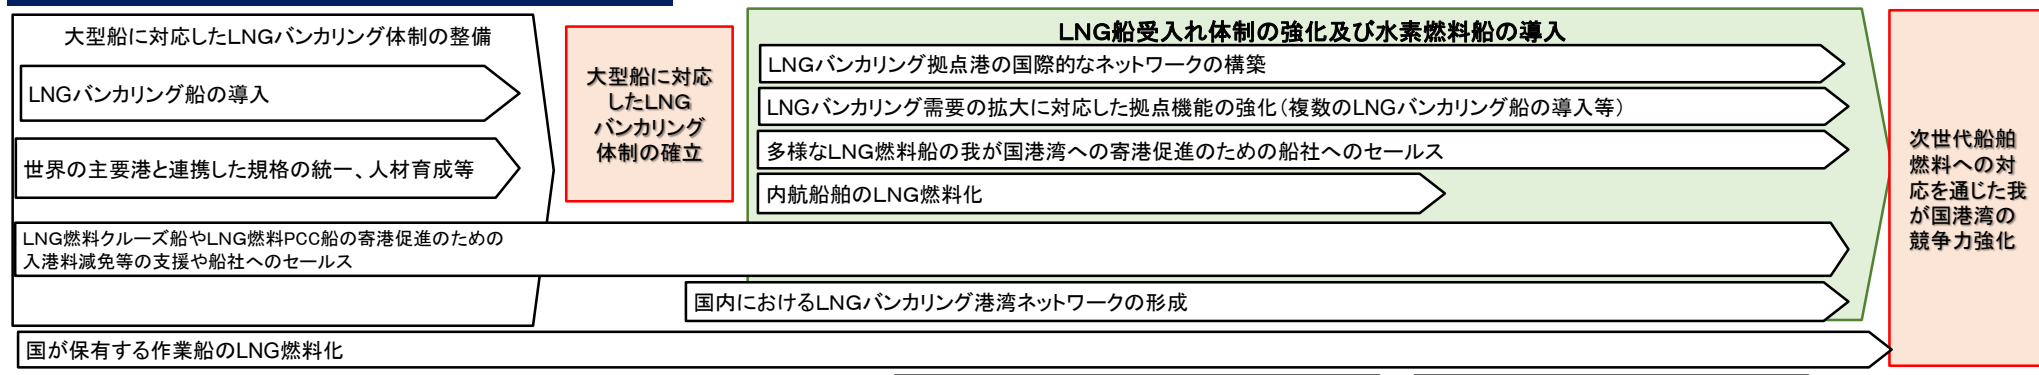 大型船に対応したLNGバンカリング体制の整備
LNGバンカリング船の導入
世界の主要港と連携した規格の統一、人材育成等
大型船に対応
したLNG
バンカリング
体制の確立
LNG船受入れ体制の強化及び水素燃料船の導入
LNGバンカリング拠点港の国際的なネットワークの構築
LNGバンカリング需要の拡大に対応した拠点機能の強化(複数のLNGバンカリング船の導入等)
多様なLNG燃料船の我が国港湾への寄港促進のための船社へのセールス
内航船舶のLNG燃料化
LNG燃料クルーズ船やLNG燃料PCC船の寄港促進のための
入港料減免等の支援や船社へのセールス
国内におけるLNGバンカリング港湾ネットワークの形成
国が保有する作業船のLNG燃料化
次世代船舶
燃料への対
応を通じた我
が国港湾の
競争力強化